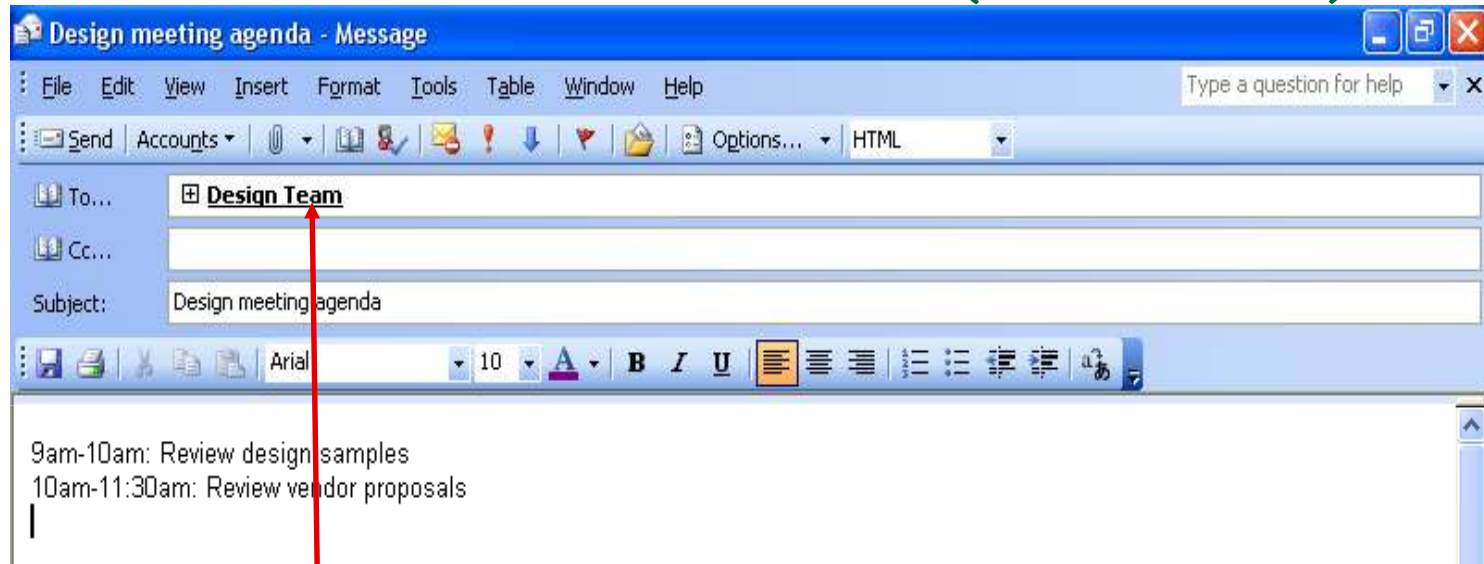 Design meeting agenda - Message
File Edit View Insert Format Tools Table Window Help Type a question for help
Send Accounts Options... HTML
To... Design Team
Cc...
Subject: Design meeting agenda
Arial 10 A B I U
9am-10am: Review design samples
10am-11:30am: Review vendor proposals